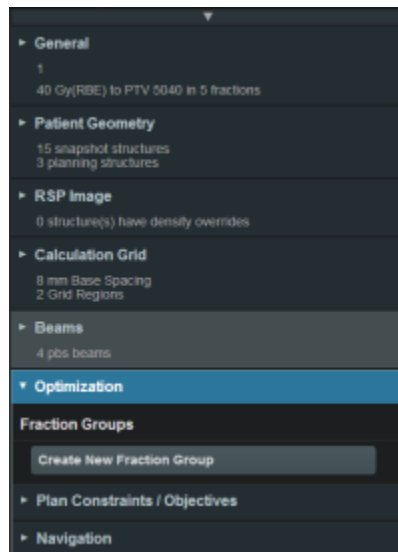 General
1
40 Gy(RBE) to PTV 5040 in 5 fractions
Patient Geometry
15 snapshot structures
3 planning structures
RSP Image
0 structure(s) have density overrides
Calculation Grid
8 mm Base Spacing
2 Grid Regions
Beams
4 pbs beams
Optimization
Fraction Groups
Create New Fraction Group
Plan Constraints / Objectives
Navigation